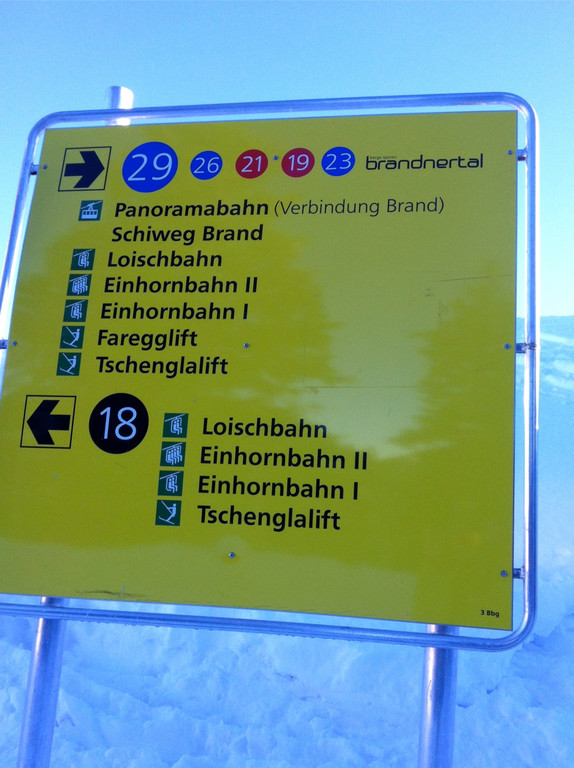 29 26 21 19 23 brandnertal
Panoramabahn (Verbindung Brand)
Schiweg Brand
Loischbahn
Einhornbahn II
Einhornbahn I
Faregglift
Tschenglalift
18 Loischbahn
Einhornbahn II
Einhornbahn I
Tschenglalift
3 Bbg